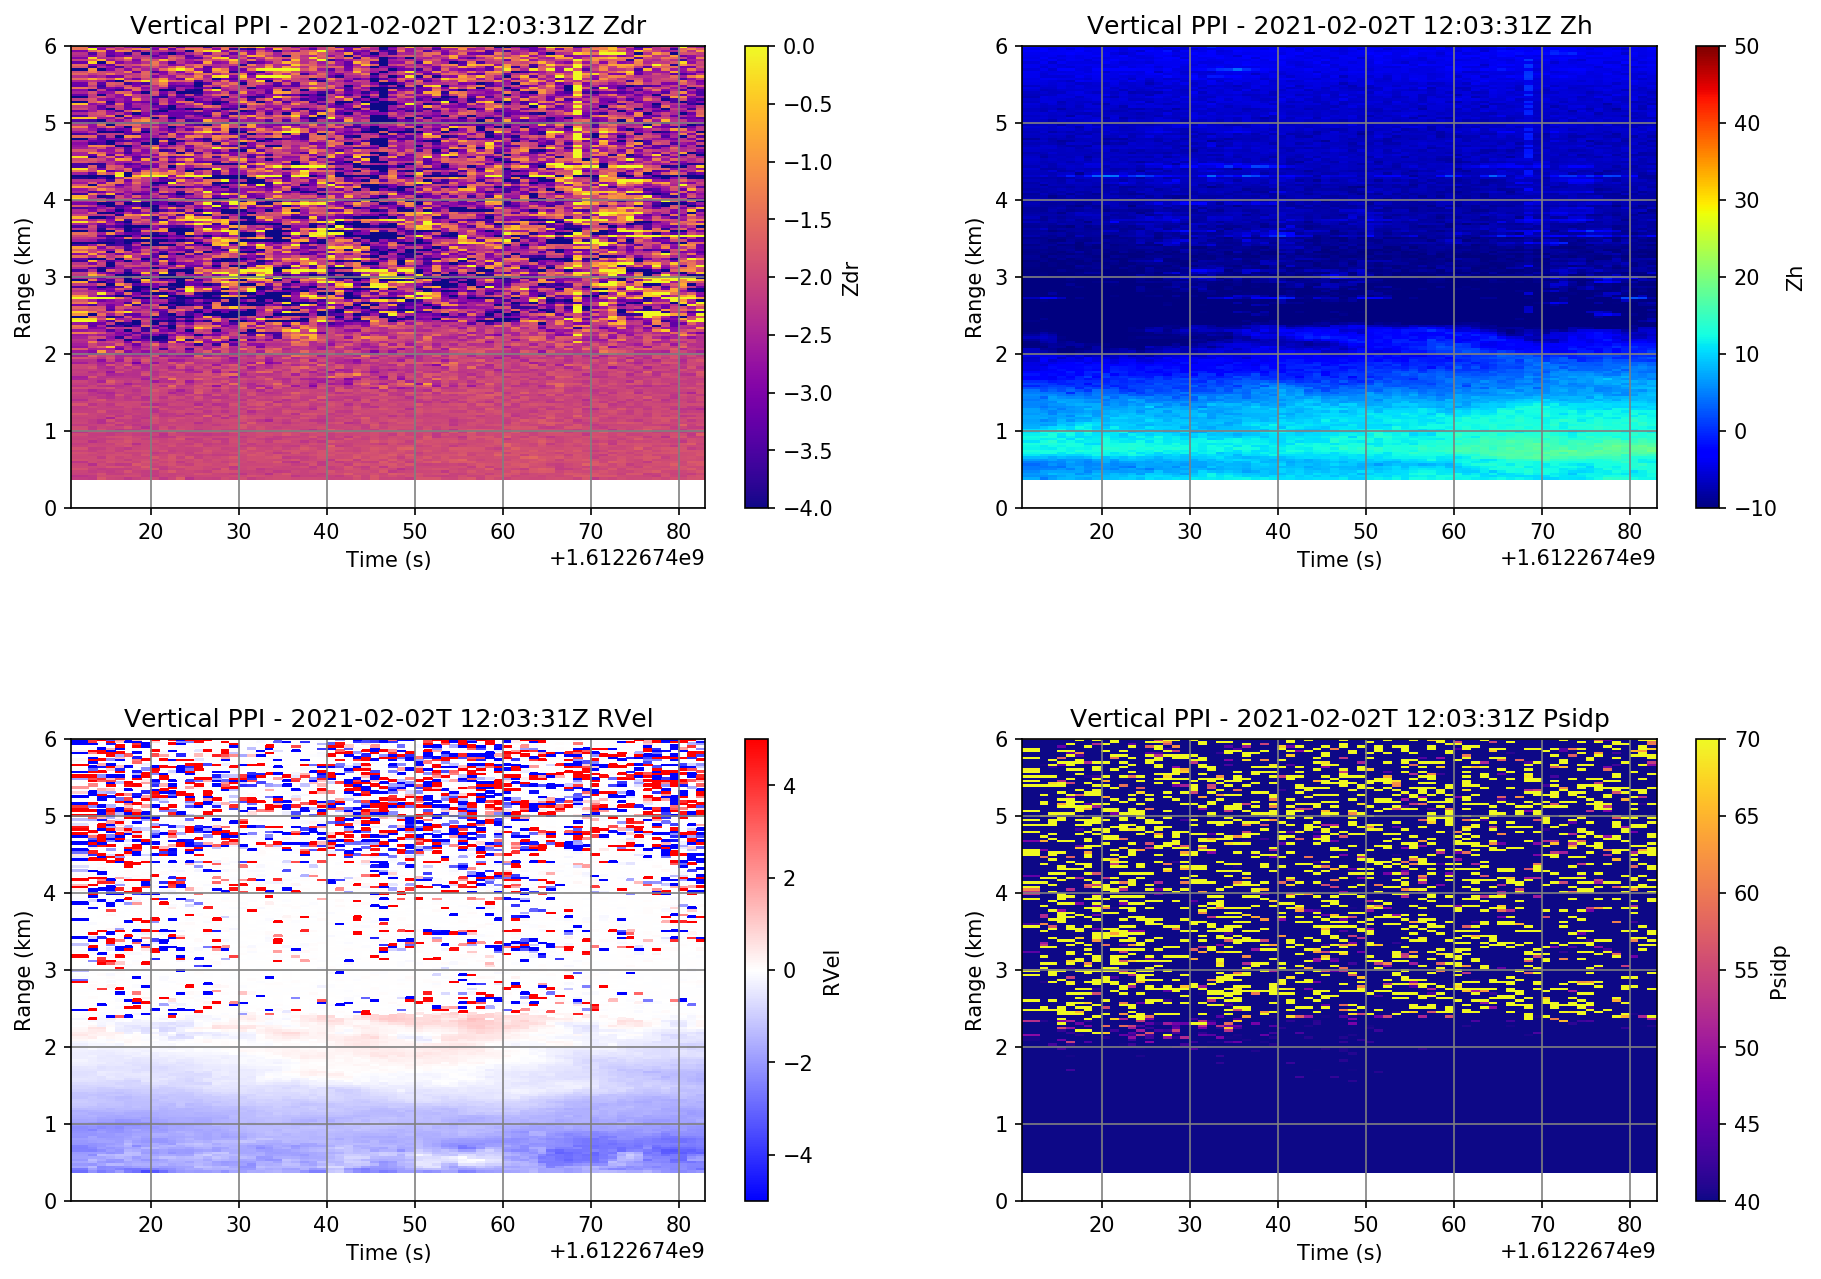 Vertical PPI - 2021-02-02T 12:03:31Z Zdr
6
5
4
3
2
1
0
Range (km)
20 30 40 50 60 70 80
Time (s)
+1.6122674e9
0.0
−0.5
−1.0
−1.5
−2.0
−2.5
−3.0
−3.5
−4.0
Zdr
Vertical PPI - 2021-02-02T 12:03:31Z Zh
6
5
4
3
2
1
0
Range (km)
20 30 40 50 60 70 80
Time (s)
+1.6122674e9
50
40
30
20
10
0
−10
Zh
Vertical PPI - 2021-02-02T 12:03:31Z RVel
6
5
4
3
2
1
0
Range (km)
20 30 40 50 60 70 80
Time (s)
+1.6122674e9
4
2
0
−2
−4
RVel
Vertical PPI - 2021-02-02T 12:03:31Z Psidp
6
5
4
3
2
1
0
Range (km)
20 30 40 50 60 70 80
Time (s)
+1.6122674e9
70
65
60
55
50
45
40
Psidp